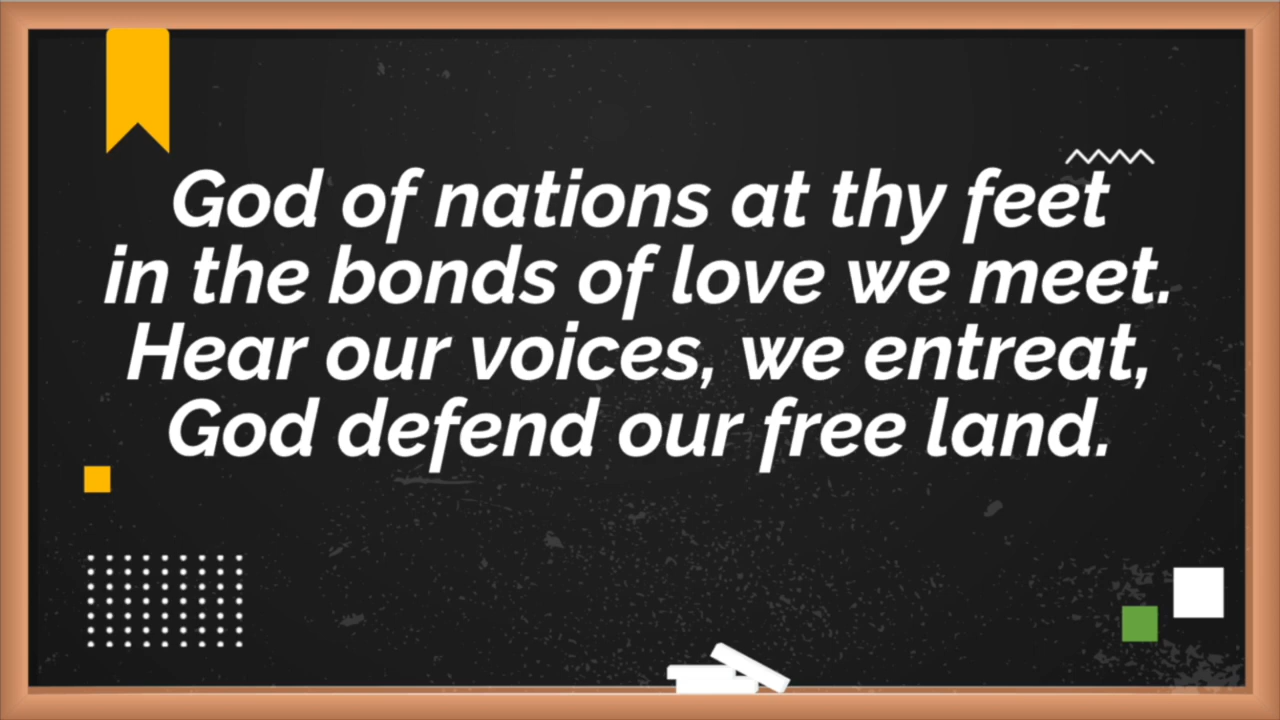 God of nations at thy feet
in the bonds of love we meet.
Hear our voices, we entreat,
God defend our free land.